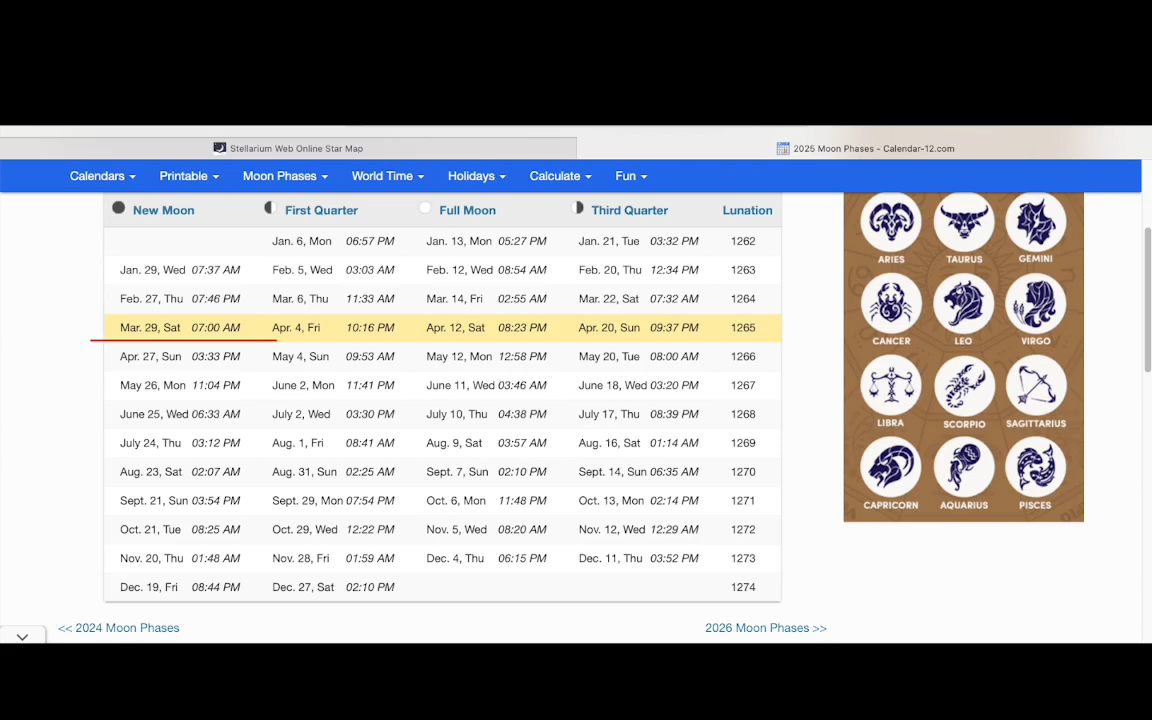 Stellarium Web Online Star Map
2025 Moon Phases - Calendar-12.com
Calendars Printable Moon Phases World Time Holidays Calculate Fun
New Moon First Quarter Full Moon Third Quarter Lunation
Jan. 6, Mon 06:57 PM Jan. 13, Mon 05:27 PM Jan. 21, Tue 03:32 PM 1262
Jan. 29, Wed 07:37 AM Feb. 5, Wed 03:03 AM Feb. 12, Wed 08:54 AM Feb. 20, Thu 12:34 PM 1263
Feb. 27, Thu 07:46 PM Mar. 6, Thu 11:33 AM Mar. 14, Fri 02:55 AM Mar. 22, Sat 07:32 AM 1264
Mar. 29, Sat 07:00 AM Apr. 4, Fri 10:16 PM Apr. 12, Sat 08:23 PM Apr. 20, Sun 09:37 PM 1265
Apr. 27, Sun 03:33 PM May 4, Sun 09:53 AM May 12, Mon 12:58 PM May 20, Tue 08:00 AM 1266
May 26, Mon 11:04 PM June 2, Mon 11:41 PM June 11, Wed 03:46 AM June 18, Wed 03:20 PM 1267
June 25, Wed 06:33 AM July 2, Wed 03:30 PM July 10, Thu 04:38 PM July 17, Thu 08:39 PM 1268
July 24, Thu 03:12 PM Aug. 1, Fri 08:41 AM Aug. 9, Sat 03:57 AM Aug. 16, Sat 01:14 AM 1269
Aug. 23, Sat 02:07 AM Aug. 31, Sun 02:25 AM Sept. 7, Sun 02:10 PM Sept. 14, Sun 06:35 AM 1270
Sept. 21, Sun 03:54 PM Sept. 29, Mon 07:54 PM Oct. 6, Mon 11:48 PM Oct. 13, Mon 02:14 PM 1271
Oct. 21, Tue 08:25 AM Oct. 29, Wed 12:22 PM Nov. 5, Wed 08:20 AM Nov. 12, Wed 12:29 AM 1272
Nov. 20, Thu 01:48 AM Nov. 28, Fri 01:59 AM Dec. 4, Thu 06:15 PM Dec. 11, Thu 03:52 PM 1273
Dec. 19, Fri 08:44 PM Dec. 27, Sat 02:10 PM 1274
<< 2024 Moon Phases 2026 Moon Phases >>
ARIES TAURUS GEMINI
CANCER LEO VIRGO
LIBRA SCORPIO SAGITTARIUS
CAPRICORN AQUARIUS PISCES